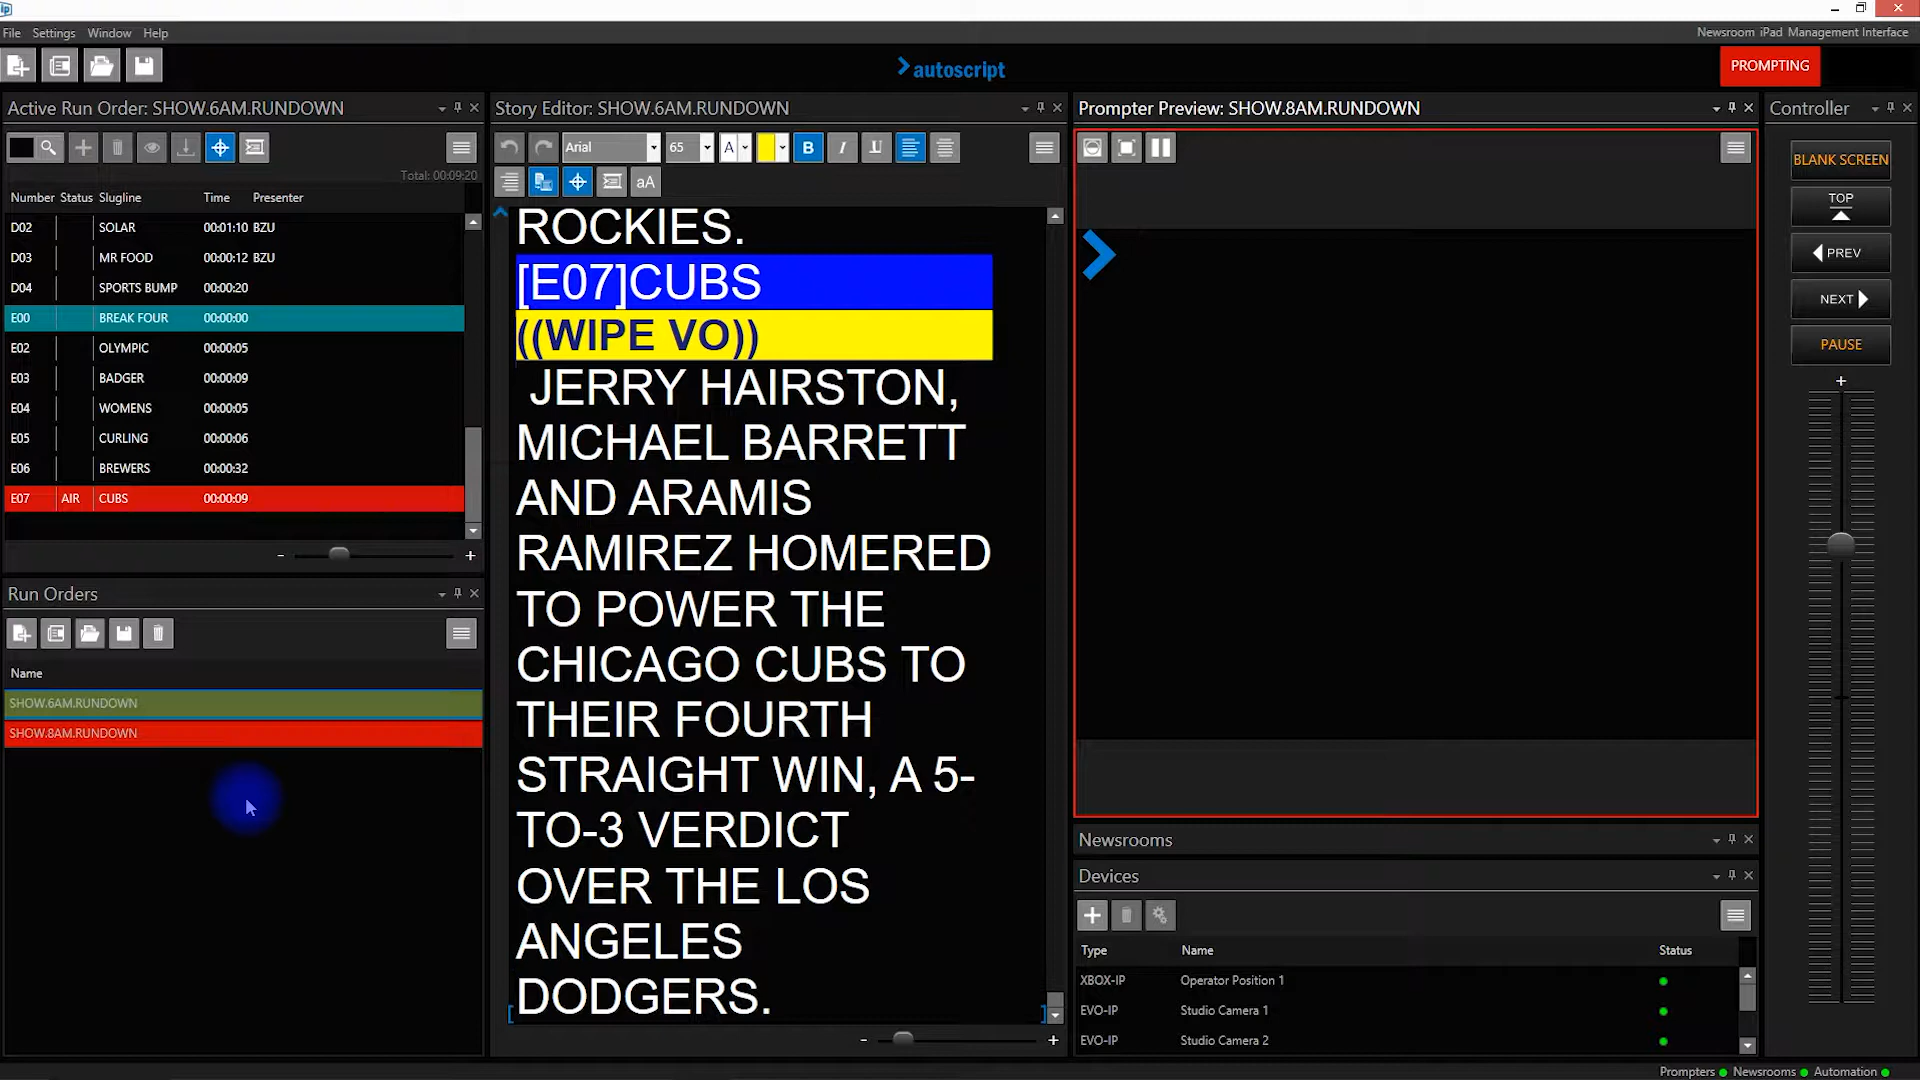 ip
File Settings Window Help
Newsroom iPad Management Interface
autoscript
PROMPTING
Active Run Order: SHOW.6AM.RUNDOWN
Total: 00:09:20
Number Status Slugline Time Presenter
D02 SOLAR 00:01:10 BZU
D03 MR FOOD 00:00:12 BZU
D04 SPORTS BUMP 00:00:20
E00 BREAK FOUR 00:00:00
E02 OLYMPIC 00:00:05
E03 BADGER 00:00:09
E04 WOMENS 00:00:05
E05 CURLING 00:00:06
E06 BREWERS 00:00:32
E07 AIR CUBS 00:00:09
- +
Run Orders
Name
SHOW.6AM.RUNDOWN
SHOW.8AM.RUNDOWN
Story Editor: SHOW.6AM.RUNDOWN
Arial 65 A B I U
aA
ROCKIES.
[E07]CUBS
((WIPE VO))
JERRY HAIRSTON,
MICHAEL BARRETT
AND ARAMIS
RAMIREZ HOMERED
TO POWER THE
CHICAGO CUBS TO
THEIR FOURTH
STRAIGHT WIN, A 5-
TO-3 VERDICT
OVER THE LOS
ANGELES
DODGERS.
- +
Prompter Preview: SHOW.8AM.RUNDOWN
Newsrooms
Devices
Type Name Status
XBOX-IP Operator Position 1
EVO-IP Studio Camera 1
EVO-IP Studio Camera 2
Controller
BLANK SCREEN
TOP
PREV
NEXT
PAUSE
+
Prompters Newsrooms Automation